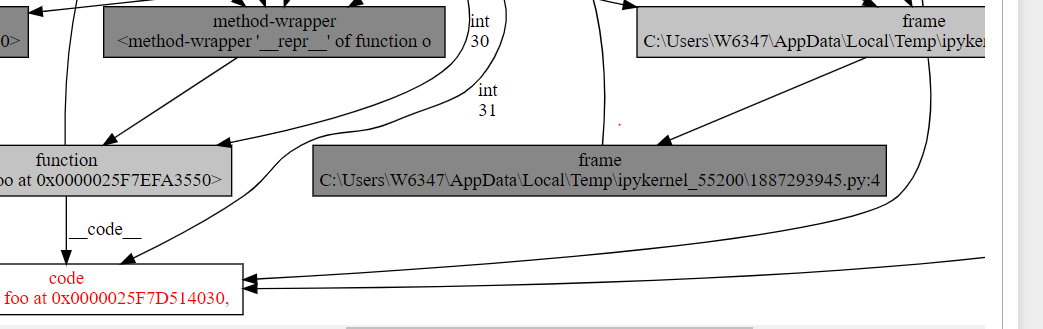 method-wrapper
<method-wrapper '__repr__' of function o
0>
int
30
frame
C:\Users\W6347\AppData\Local\Temp\ipyker
int
31
function
oo at 0x0000025F7EFA3550>
frame
C:\Users\W6347\AppData\Local\Temp\ipykernel_55200\1887293945.py:4
__code__
code
foo at 0x0000025F7D514030,